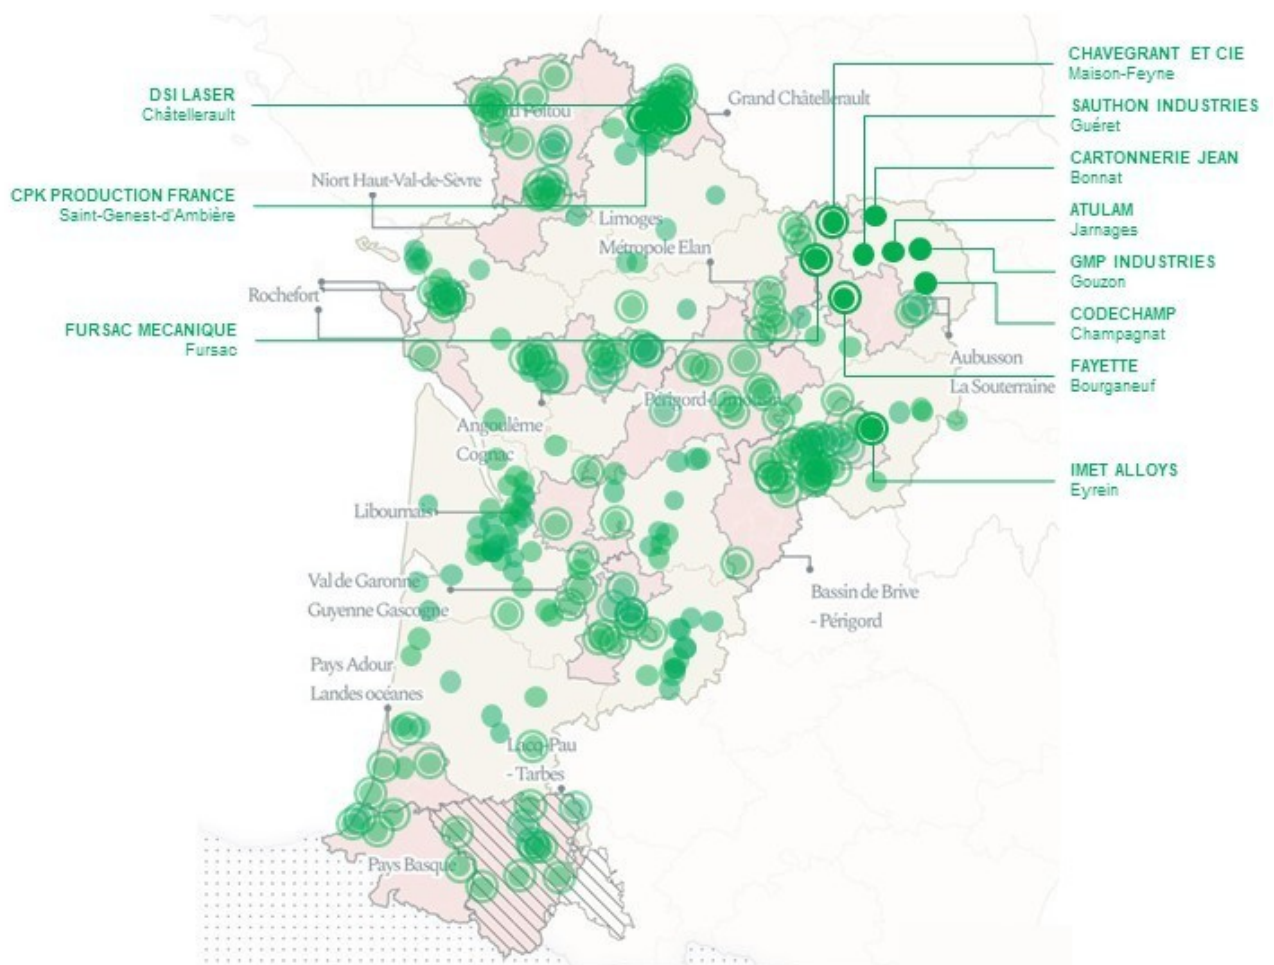 DSI LASER
Châtellerault
CPK PRODUCTION FRANCE
Saint-Genest-d'Ambière
FURSAC MECANIQUE
Fursac
CHAVEGRANT ET CIE
Maison-Feyne
SAUTHON INDUSTRIES
Guéret
CARTONNERIE JEAN
Bonnat
ATULAM
Jarnages
GMP INDUSTRIES
Gouzon
CODECHAMP
Champagnat
FAYETTE
Bourganeuf
IMET ALLOYS
Eyrein
Grand Châtellerault
Poitou
Niort Haut-Val-de-Sèvre
Limoges
Métropole Elan
Rochefort
Aubusson
La Souterraine
Périgord-Limousin
Angoulême
Cognac
Libournais
Val de Garonne
Guyenne Gascogne
Bassin de Brive
- Périgord
Pays Adour
Landes océanes
Lacq-Pau
- Tarbes
Pays Basque